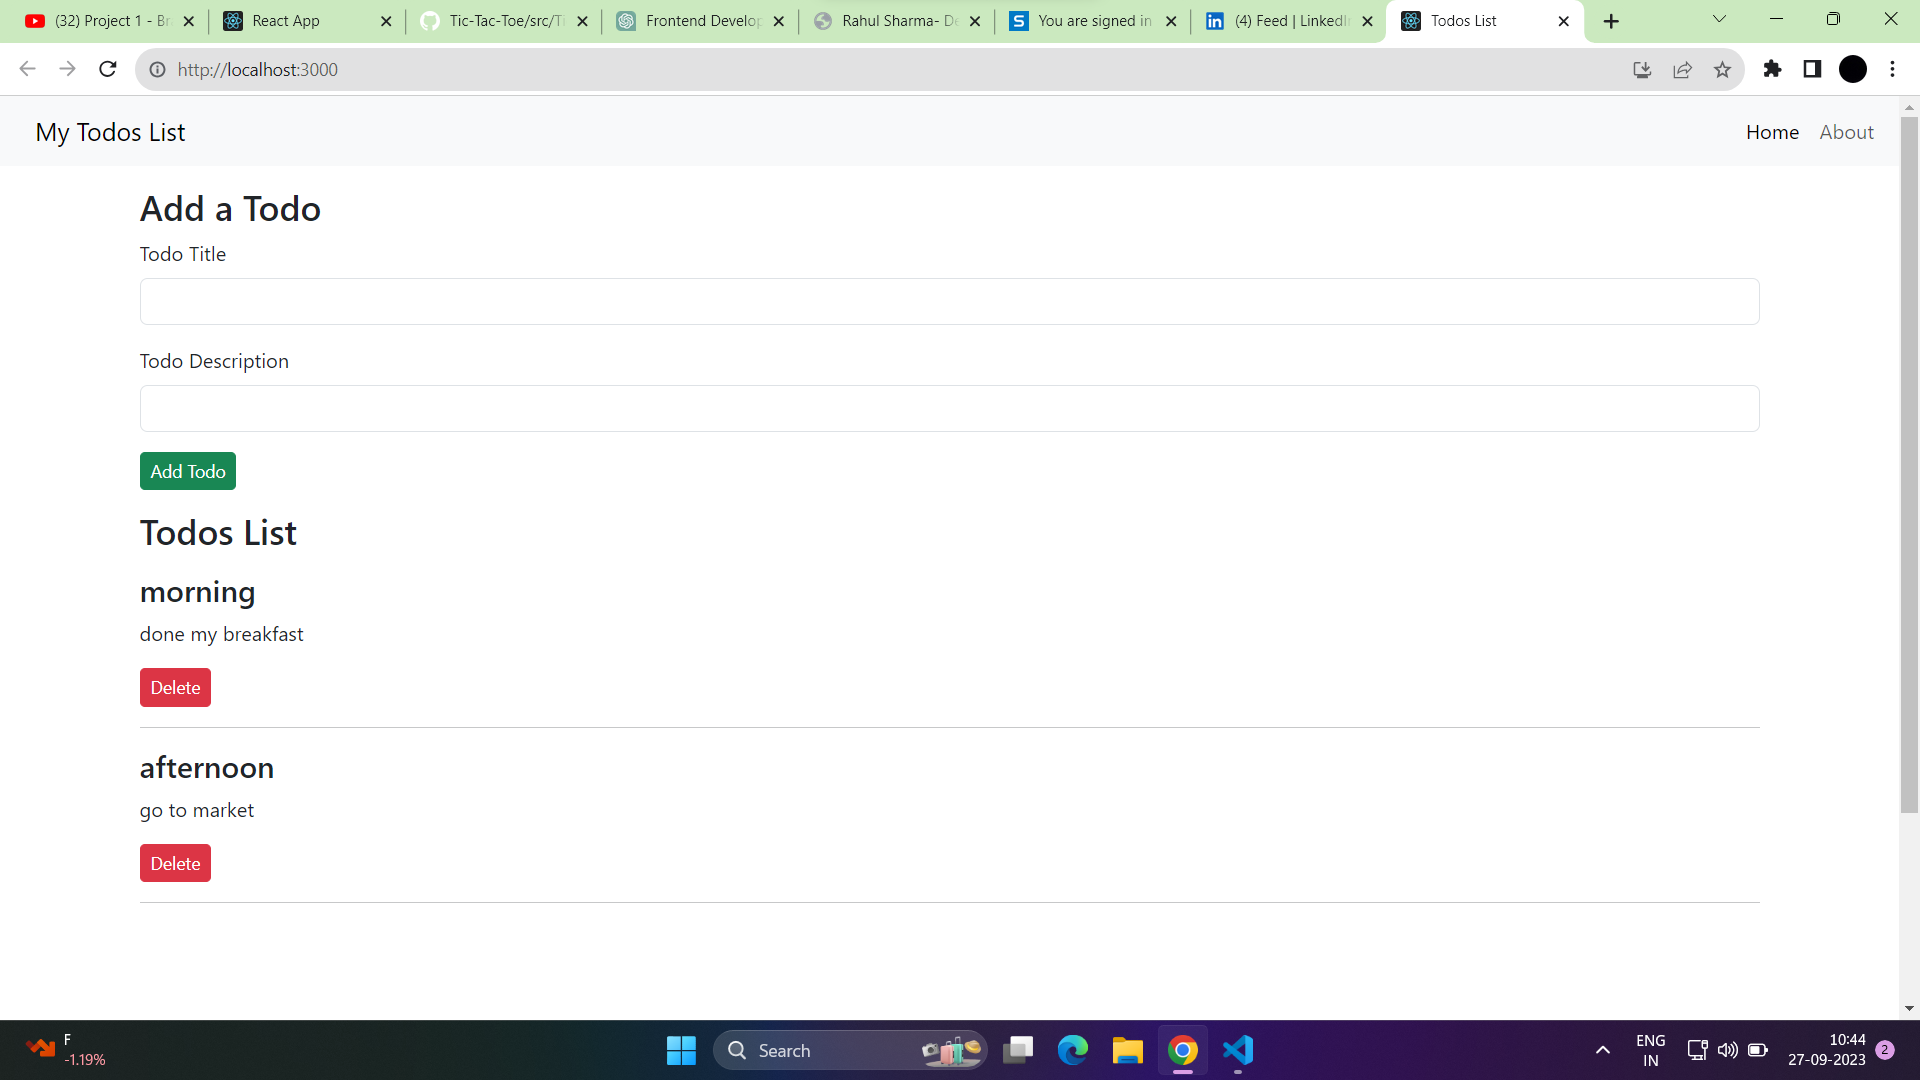 (32) Project 1 - Br
React App
Tic-Tac-Toe/src/Ti
Frontend Develop
Rahul Sharma- De
You are signed in
(4) Feed | LinkedIn
Todos List
http://localhost:3000
My Todos List
Home
About
Add a Todo
Todo Title
Todo Description
Add Todo
Todos List
morning
done my breakfast
Delete
afternoon
go to market
Delete
F
-1.19%
Search
ENG
IN
10:44
27-09-2023
2